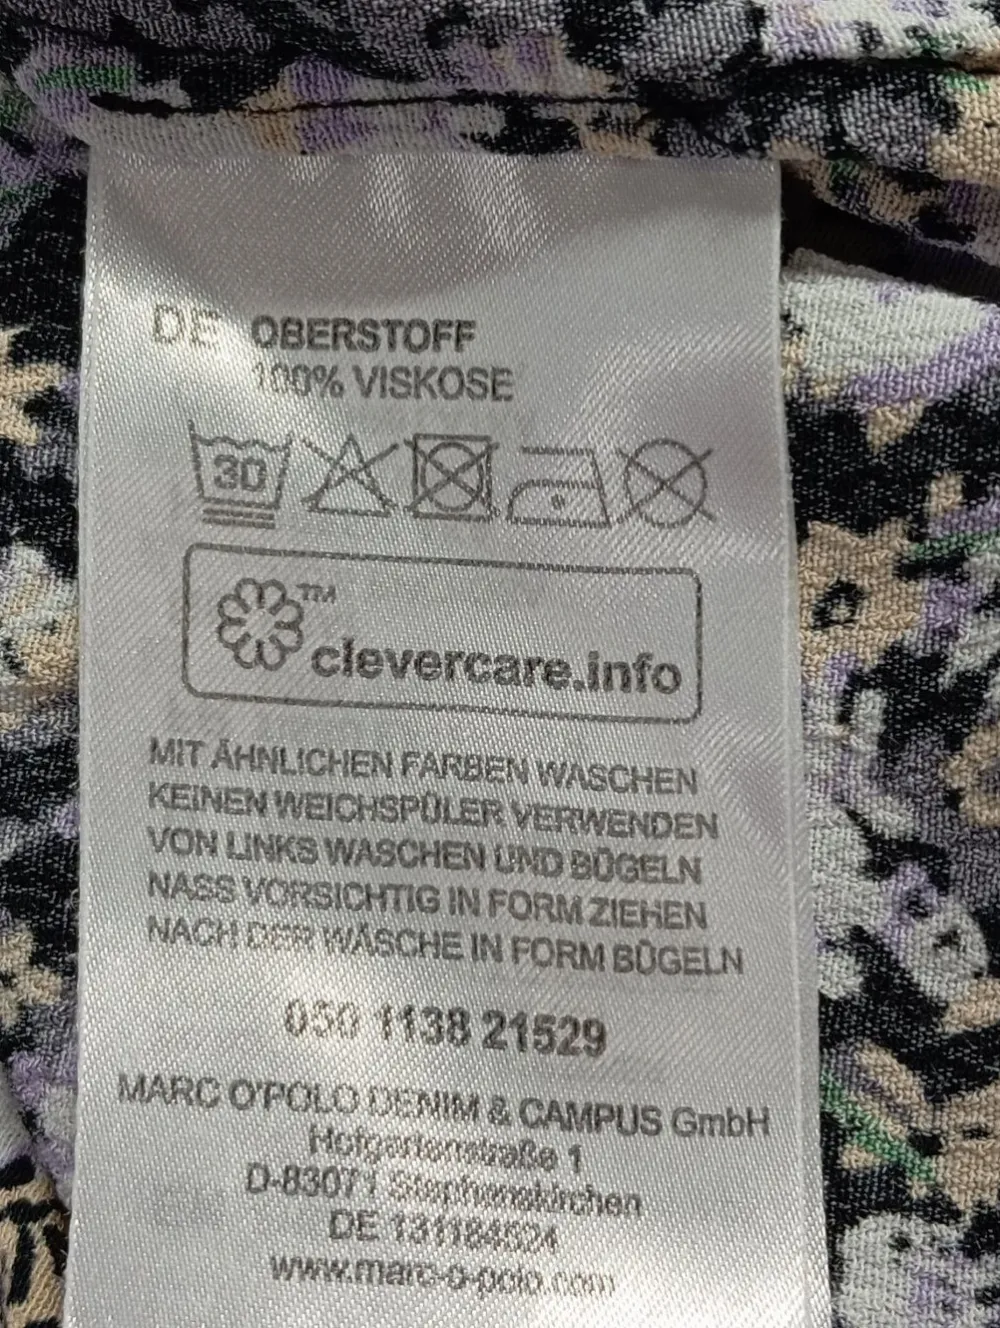 DE OBERSTOFF
100% VISKOSE
30
TM
clevercare.info
MIT ÄHNLICHEN FARBEN WASCHEN
KEINEN WEICHSPÜLER VERWENDEN
VON LINKS WASCHEN UND BÜGELN
NASS VORSICHTIG IN FORM ZIEHEN
NACH DER WÄSCHE IN FORM BÜGELN
050 1138 21529
MARC O'POLO DENIM & CAMPUS GmbH
Hofgartenstraße 1
D-83071 Stephanskirchen
DE 131184524
www.marc-o-polo.com